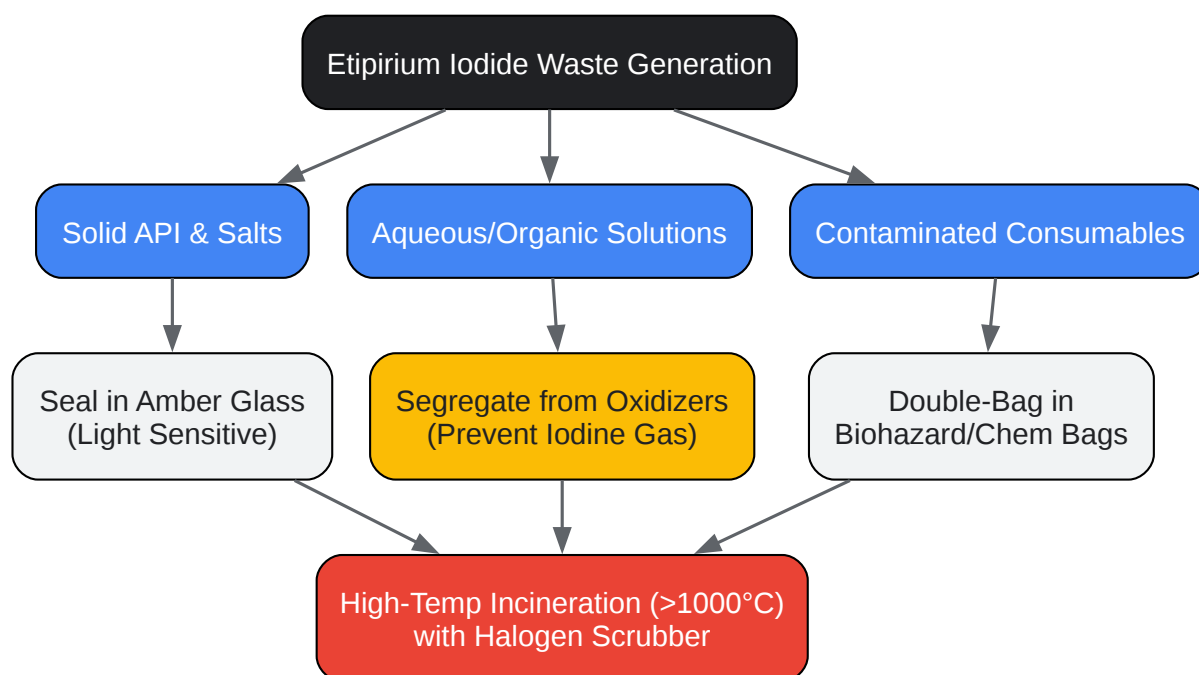 Etipirium Iodide Waste Generation
Solid API & Salts
Aqueous/Organic Solutions
Contaminated Consumables
Seal in Amber Glass
(Light Sensitive)
Segregate from Oxidizers
(Prevent Iodine Gas)
Double-Bag in
Biohazard/Chem Bags
High-Temp Incineration (>1000°C)
with Halogen Scrubber